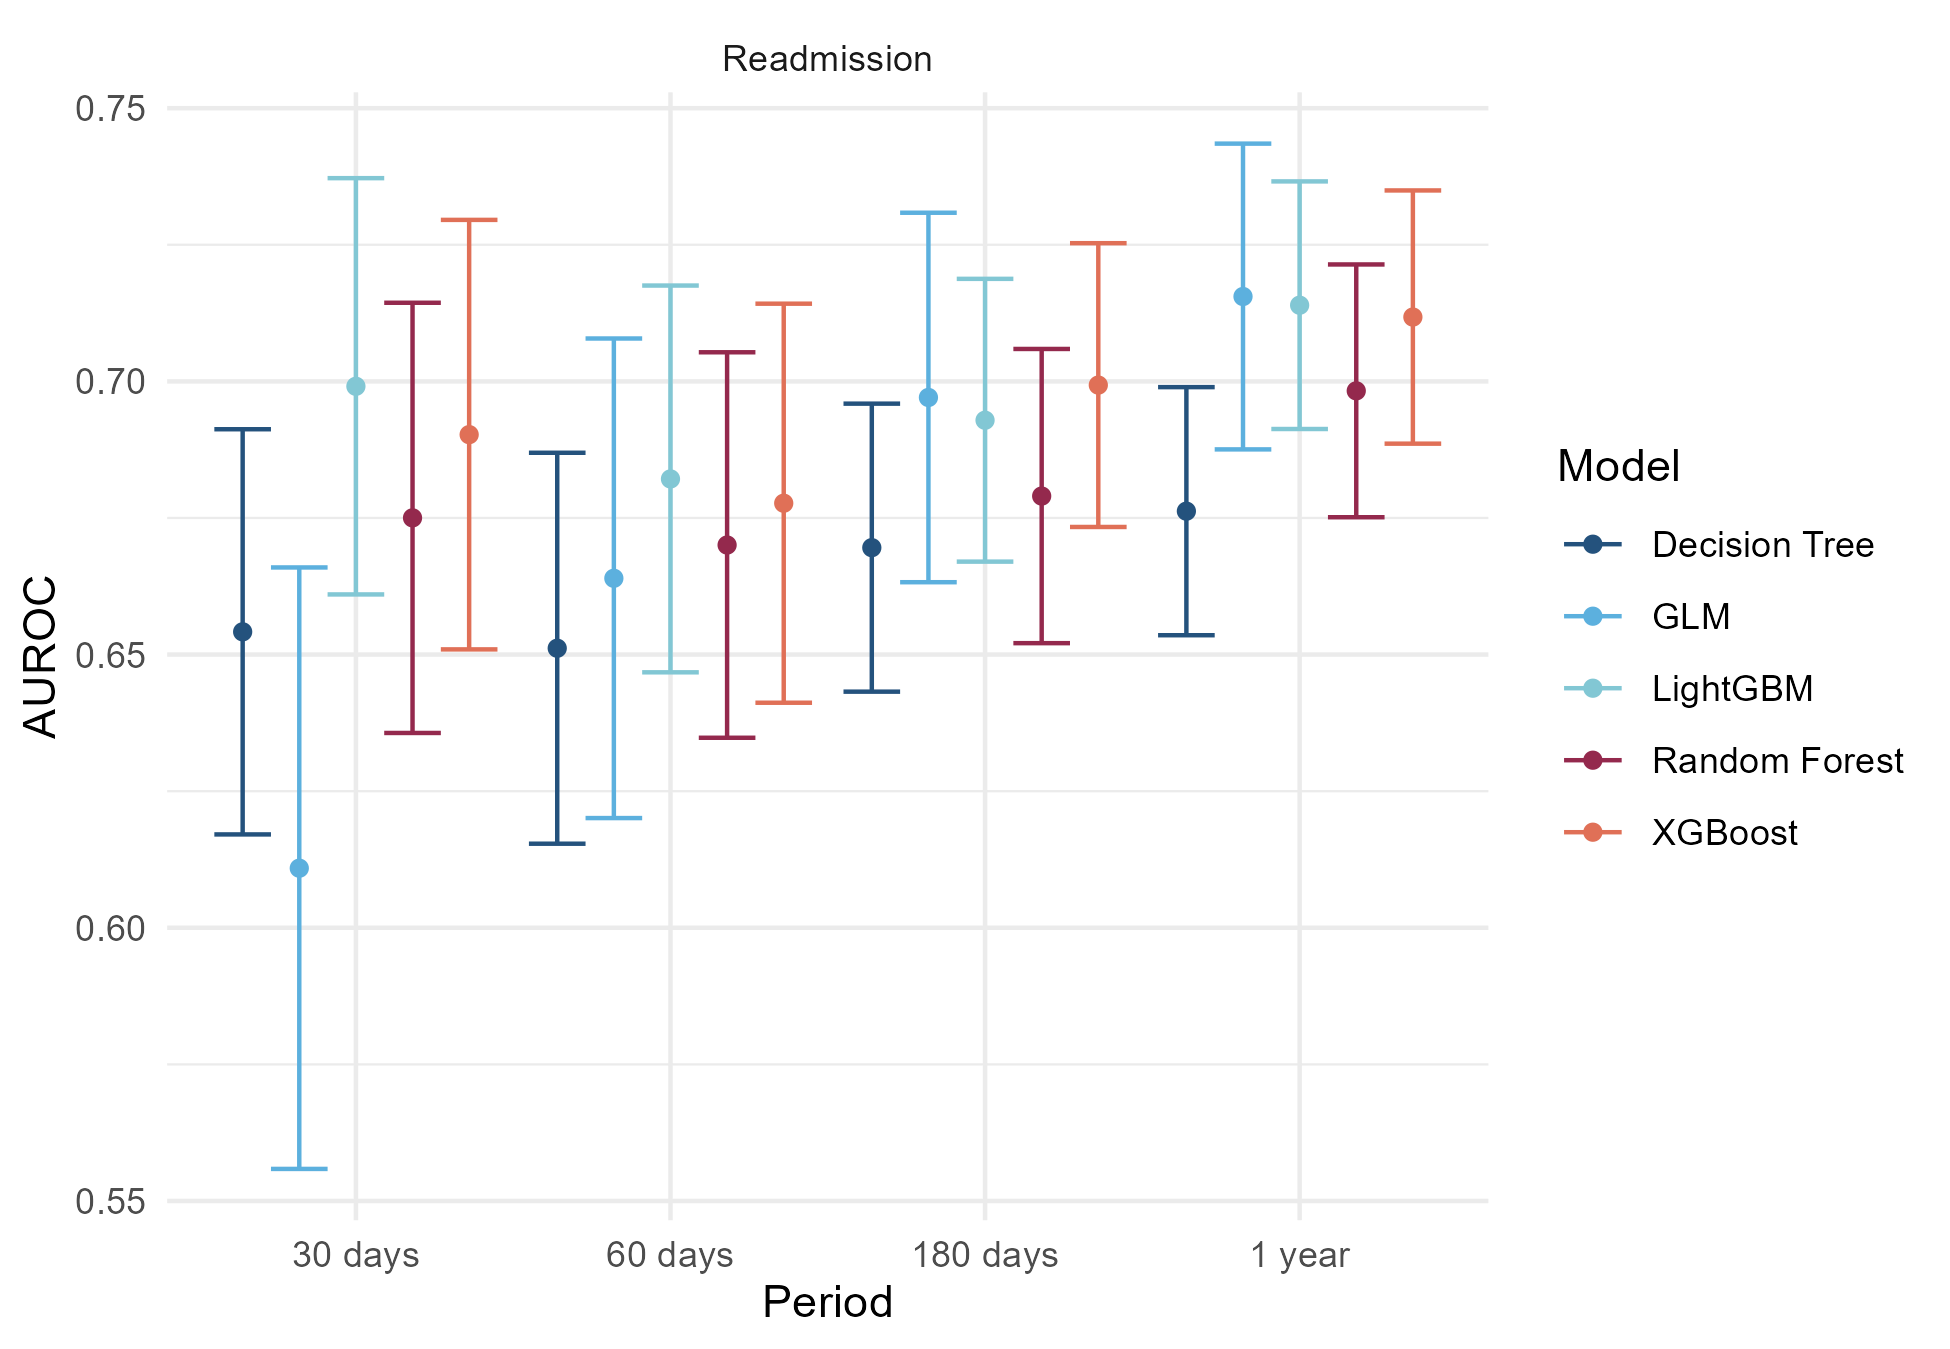 Readmission
0.75
0.70
0.65
0.60
0.55
AUROC
30 days
60 days
180 days
1 year
Period
Model
Decision Tree
GLM
LightGBM
Random Forest
XGBoost